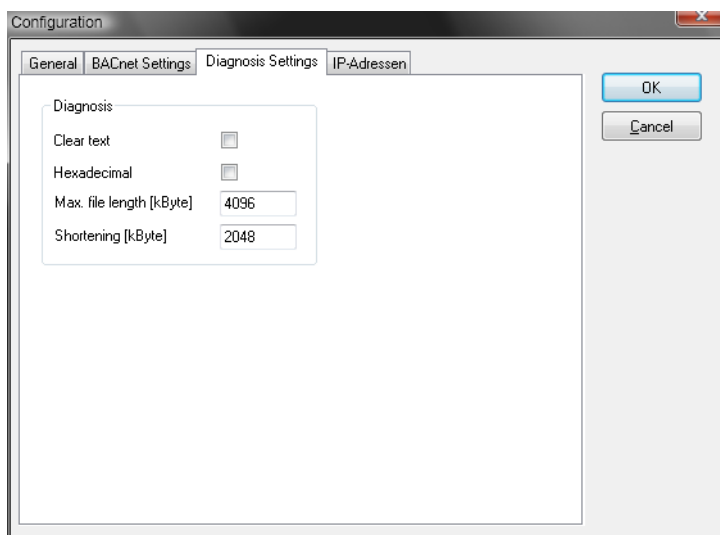 Configuration
General BACnet Settings Diagnosis Settings IP-Adressen
OK
Cancel
Diagnosis
Clear text
Hexadecimal
Max. file length [kByte] 4096
Shortening [kByte] 2048